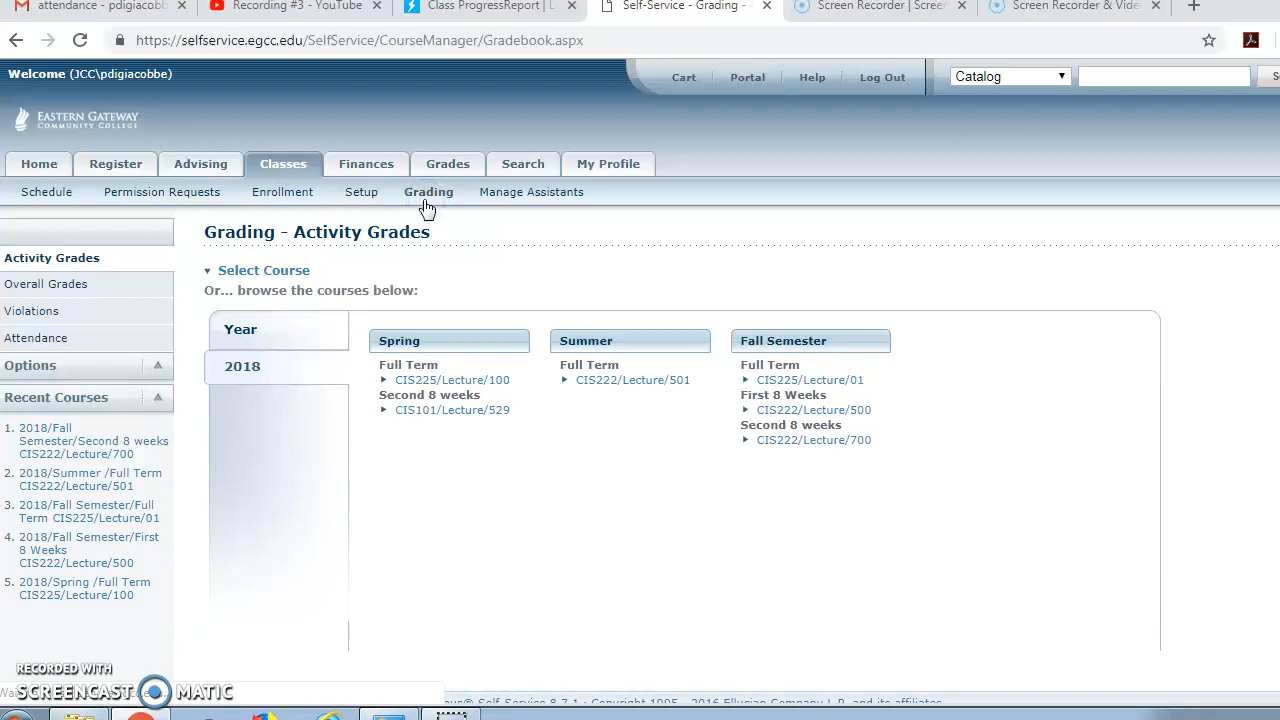 attendance - pdigiacobb
Recording #3 - YouTube
Class ProgressReport |
Self-Service - Grading -
Screen Recorder | Screen
Screen Recorder & Vide
https://selfservice.egcc.edu/SelfService/CourseManager/Gradebook.aspx
Welcome (JCC\pdigiacobbe)
Cart
Portal
Help
Log Out
Catalog
EASTERN GATEWAY
COMMUNITY COLLEGE
Home
Register
Advising
Classes
Finances
Grades
Search
My Profile
Schedule
Permission Requests
Enrollment
Setup
Grading
Manage Assistants
Activity Grades
Overall Grades
Violations
Attendance
Options
Recent Courses
1. 2018/Fall
Semester/Second 8 weeks
CIS222/Lecture/700
2. 2018/Summer /Full Term
CIS222/Lecture/501
3. 2018/Fall Semester/Full
Term CIS225/Lecture/01
4. 2018/Fall Semester/First
8 Weeks
CIS222/Lecture/500
5. 2018/Spring /Full Term
CIS225/Lecture/100
Grading - Activity Grades
Select Course
Or... browse the courses below:
Year
2018
Spring
Full Term
CIS225/Lecture/100
Second 8 weeks
CIS101/Lecture/529
Summer
Full Term
CIS222/Lecture/501
Fall Semester
Full Term
CIS225/Lecture/01
First 8 Weeks
CIS222/Lecture/500
Second 8 weeks
CIS222/Lecture/700
RECORDED WITH
SCREENCAST MATIC
Self-Service 8.7.1 · Copyright 1995 - 2016 Ellucian Company L.P. and its affiliates.